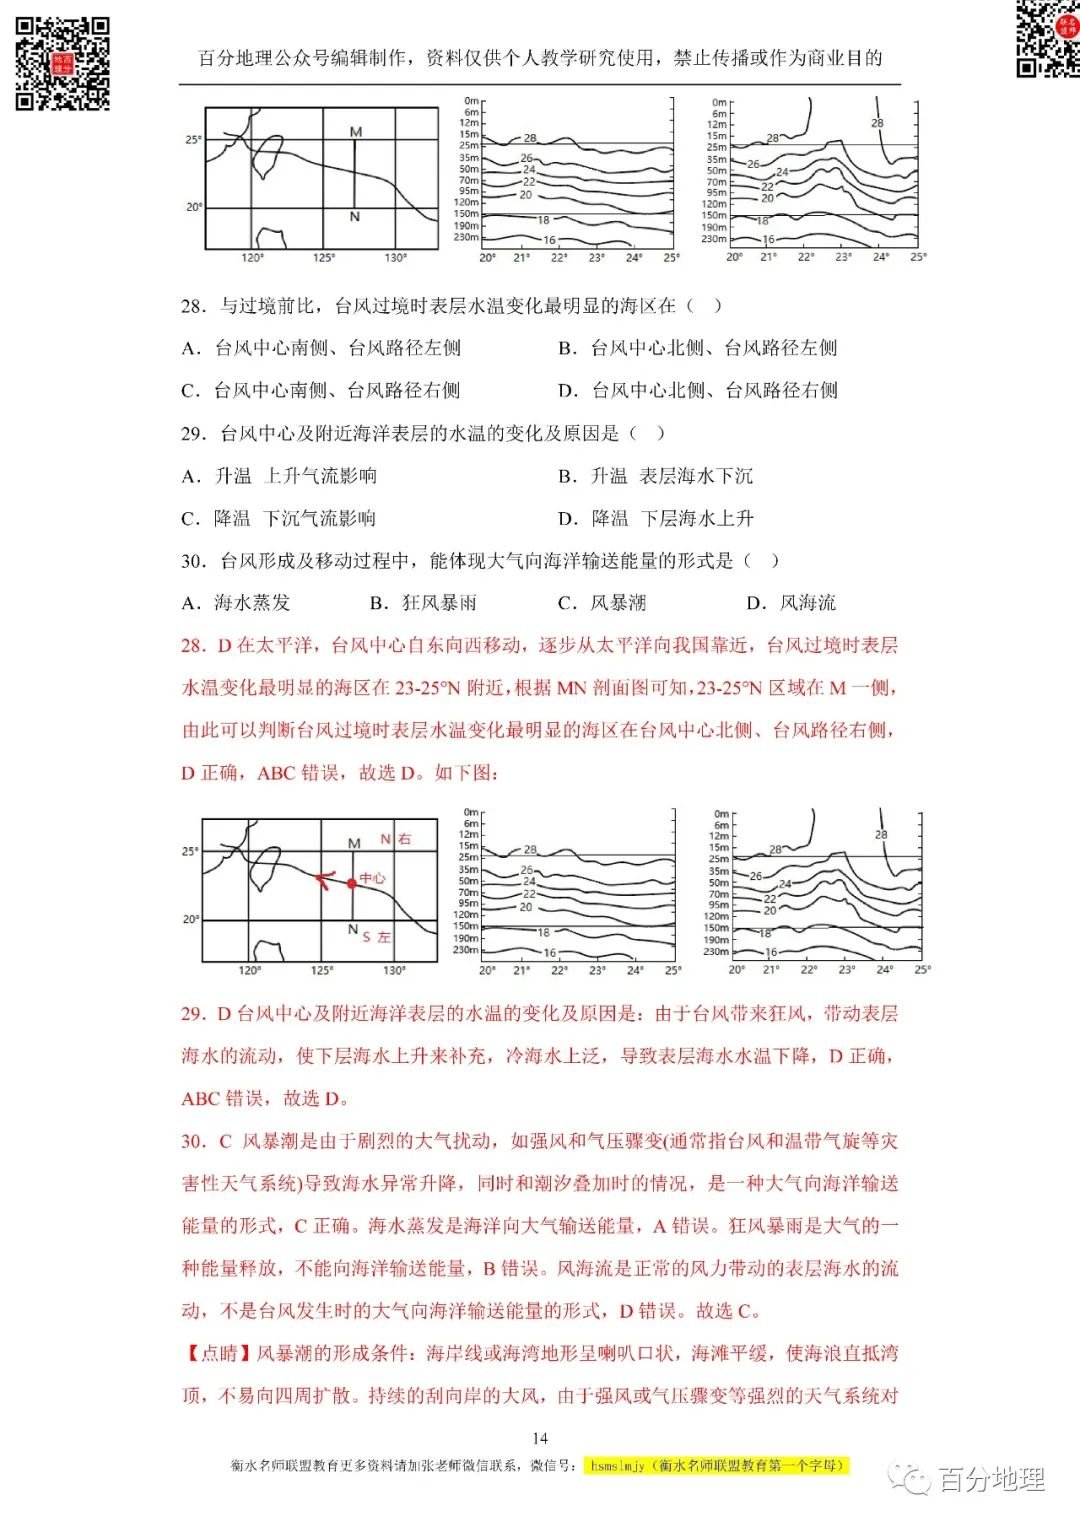 百分地理公众号编辑制作，资料仅供个人教学研究使用，禁止传播或作为商业目的
地百理分
联名盟师
25°
20°
M
N
120° 125° 130°
0m
6m
12m
15m
25m
35m
50m
70m
95m
120m
150m
190m
230m
28
26
24
22
20
18
16
20° 21° 22° 23° 24° 25°
0m
6m
12m
15m
25m
35m
50m
70m
95m
120m
150m
190m
230m
28
28
26
24
22
20
18
16
20° 21° 22° 23° 24° 25°
28．与过境前比，台风过境时表层水温变化最明显的海区在（　）
A．台风中心南侧、台风路径左侧 B．台风中心北侧、台风路径左侧
C．台风中心南侧、台风路径右侧 D．台风中心北侧、台风路径右侧
29．台风中心及附近海洋表层的水温的变化及原因是（　）
A．升温 上升气流影响 B．升温 表层海水下沉
C．降温 下沉气流影响 D．降温 下层海水上升
30．台风形成及移动过程中，能体现大气向海洋输送能量的形式是（　）
A．海水蒸发 B．狂风暴雨 C．风暴潮 D．风海流
28．D 在太平洋，台风中心自东向西移动，逐步从太平洋向我国靠近，台风过境时表层
水温变化最明显的海区在 23-25°N 附近，根据 MN 剖面图可知，23-25°N 区域在 M 一侧，
由此可以判断台风过境时表层水温变化最明显的海区在台风中心北侧、台风路径右侧，
D 正确，ABC 错误，故选 D。如下图：
25°
20°
M
N 右
中心
N
S 左
120° 125° 130°
0m
6m
12m
15m
25m
35m
50m
70m
95m
120m
150m
190m
230m
28
26
24
22
20
18
16
20° 21° 22° 23° 24° 25°
0m
6m
12m
15m
25m
35m
50m
70m
95m
120m
150m
190m
230m
28
28
26
24
22
20
18
16
20° 21° 22° 23° 24° 25°
29．D 台风中心及附近海洋表层的水温的变化及原因是：由于台风带来狂风，带动表层
海水的流动，使下层海水上升来补充，冷海水上泛，导致表层海水水温下降，D 正确，
ABC 错误，故选 D。
30．C 风暴潮是由于剧烈的大气扰动，如强风和气压骤变(通常指台风和温带气旋等灾
害性天气系统)导致海水异常升降，同时和潮汐叠加时的情况，是一种大气向海洋输送
能量的形式，C 正确。海水蒸发是海洋向大气输送能量，A 错误。狂风暴雨是大气的一
种能量释放，不能向海洋输送能量，B 错误。风海流是正常的风力带动的表层海水的流
动，不是台风发生时的大气向海洋输送能量的形式，D 错误。故选 C。
【点睛】风暴潮的形成条件：海岸线或海湾地形呈喇叭口状，海滩平缓，使海浪直抵湾
顶，不易向四周扩散。持续的刮向岸的大风，由于强风或气压骤变等强烈的天气系统对
14
衡水名师联盟教育更多资料请加张老师微信联系，微信号： hsmslmjy（衡水名师联盟教育第一个字母）
百分地理